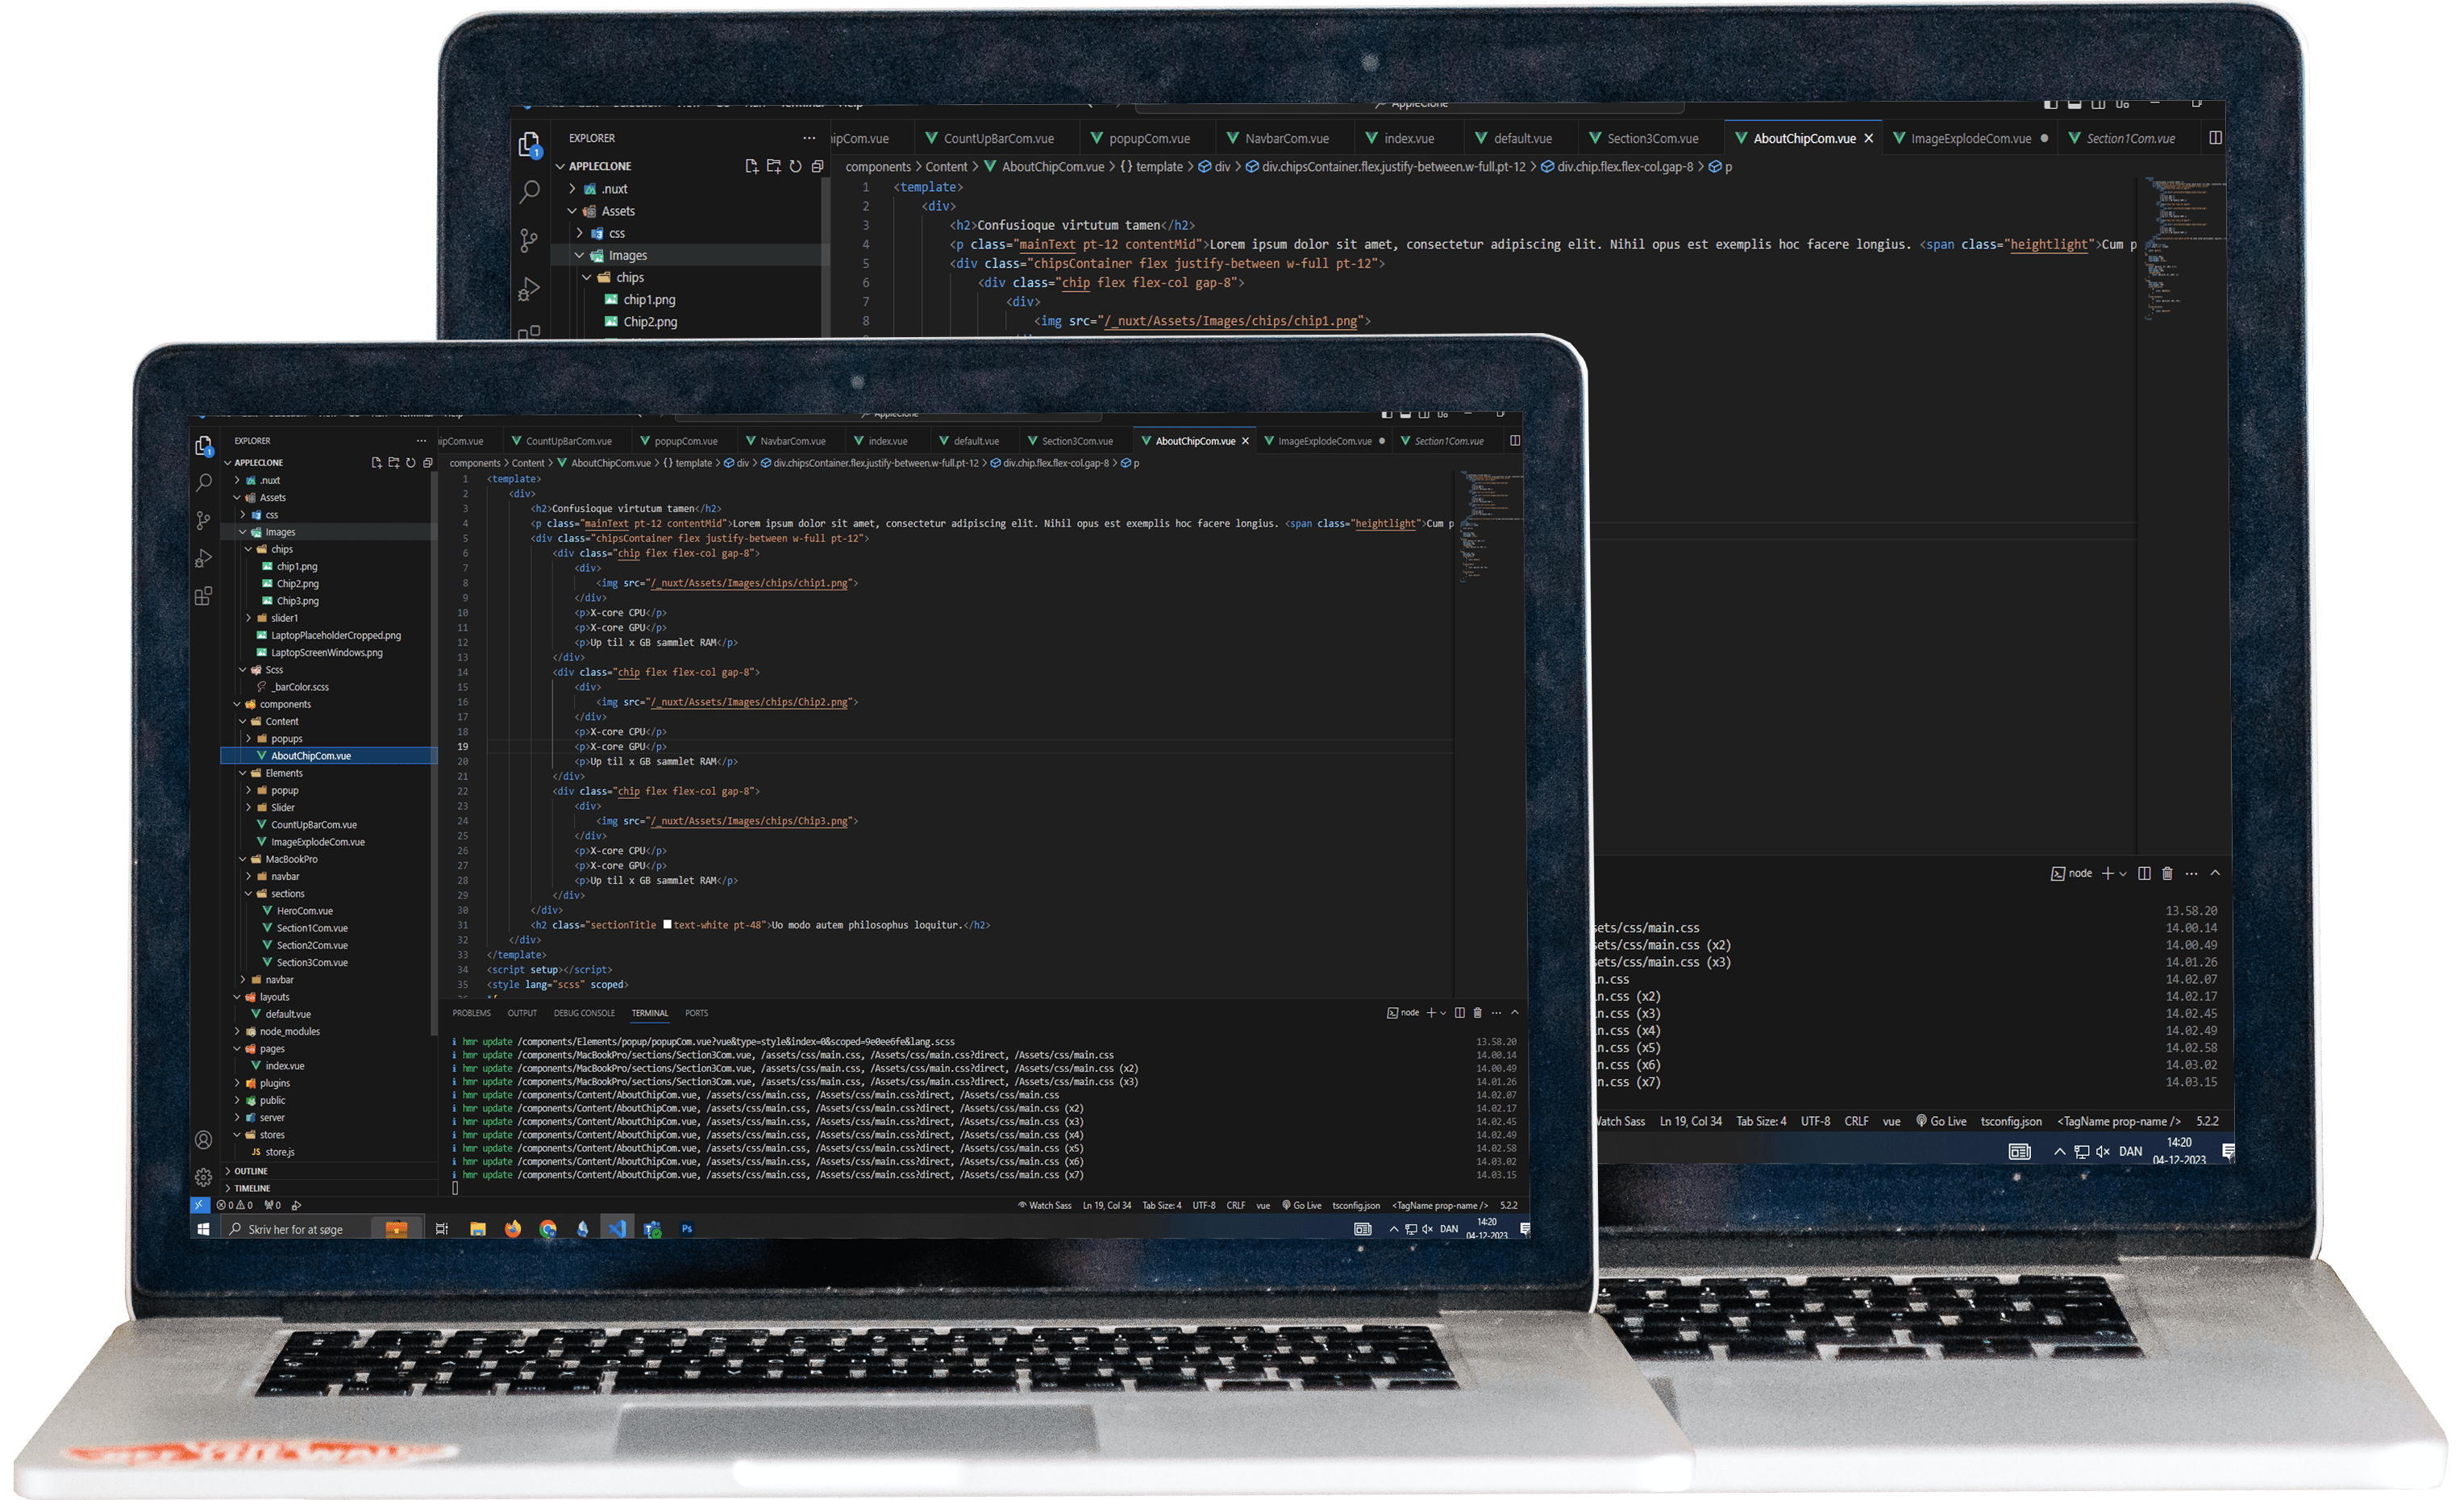 AppleClone
EXPLORER
ipCom.vue CountUpBarCom.vue popupCom.vue NavbarCom.vue index.vue default.vue Section3Com.vue AboutChipCom.vue ImageExplodeCom.vue Section1Com.vue
APPLECLONE
components > Content > AboutChipCom.vue > {} template > div > div.chipsContainer.flex.justify-between.w-full.pt-12 > div.chip.flex.flex-col.gap-8 > p
.nuxt
Assets
css
Images
chips
chip1.png
Chip2.png
1 <template>
2 <div>
3 <h2>Confusioque virtutum tamen</h2>
4 <p class="mainText pt-12 contentMid">Lorem ipsum dolor sit amet, consectetur adipiscing elit. Nihil opus est exemplis hoc facere longius. <span class="heightlight">Cum p
5 <div class="chipsContainer flex justify-between w-full pt-12">
6 <div class="chip flex flex-col gap-8">
7 <div>
8 <img src="/_nuxt/Assets/Images/chips/chip1.png">
node
13.58.20
sets/css/main.css 14.00.14
sets/css/main.css (x2) 14.00.49
sets/css/main.css (x3) 14.01.26
n.css 14.02.07
n.css (x2) 14.02.17
n.css (x3) 14.02.45
n.css (x4) 14.02.49
n.css (x5) 14.02.58
n.css (x6) 14.03.02
n.css (x7) 14.03.15
Watch Sass Ln 19, Col 34 Tab Size: 4 UTF-8 CRLF vue Go Live tsconfig.json <TagName prop-name /> 5.2.2
DAN 14:20
04-12-2023
AppleClone
EXPLORER
ipCom.vue CountUpBarCom.vue popupCom.vue NavbarCom.vue index.vue default.vue Section3Com.vue AboutChipCom.vue ImageExplodeCom.vue Section1Com.vue
APPLECLONE
components > Content > AboutChipCom.vue > {} template > div > div.chipsContainer.flex.justify-between.w-full.pt-12 > div.chip.flex.flex-col.gap-8 > p
.nuxt
Assets
css
Images
chips
chip1.png
Chip2.png
Chip3.png
slider1
LaptopPlaceholderCropped.png
LaptopScreenWindows.png
Scss
_barColor.scss
components
Content
popups
AboutChipCom.vue
Elements
popup
Slider
CountUpBarCom.vue
ImageExplodeCom.vue
MacBookPro
navbar
sections
HeroCom.vue
Section1Com.vue
Section2Com.vue
Section3Com.vue
navbar
layouts
default.vue
node_modules
pages
index.vue
plugins
public
server
stores
JS store.js
OUTLINE
TIMELINE
1 <template>
2 <div>
3 <h2>Confusioque virtutum tamen</h2>
4 <p class="mainText pt-12 contentMid">Lorem ipsum dolor sit amet, consectetur adipiscing elit. Nihil opus est exemplis hoc facere longius. <span class="heightlight">Cum p
5 <div class="chipsContainer flex justify-between w-full pt-12">
6 <div class="chip flex flex-col gap-8">
7 <div>
8 <img src="/_nuxt/Assets/Images/chips/chip1.png">
9 </div>
10 <p>X-core CPU</p>
11 <p>X-core GPU</p>
12 <p>Up til x GB sammlet RAM</p>
13 </div>
14 <div class="chip flex flex-col gap-8">
15 <div>
16 <img src="/_nuxt/Assets/Images/chips/Chip2.png">
17 </div>
18 <p>X-core CPU</p>
19 <p>X-core GPU</p>
20 <p>Up til x GB sammlet RAM</p>
21 </div>
22 <div class="chip flex flex-col gap-8">
23 <div>
24 <img src="/_nuxt/Assets/Images/chips/Chip3.png">
25 </div>
26 <p>X-core CPU</p>
27 <p>X-core GPU</p>
28 <p>Up til x GB sammlet RAM</p>
29 </div>
30 </div>
31 <h2 class="sectionTitle text-white pt-48">Uo modo autem philosophus loquitur.</h2>
32 </div>
33 </template>
34 <script setup></script>
35 <style lang="scss" scoped>
PROBLEMS OUTPUT DEBUG CONSOLE TERMINAL PORTS node
i hmr update /components/Elements/popup/popupCom.vue?vue&type=style&index=0&scoped=9e0ee6fe&lang.scss 13.58.20
i hmr update /components/MacBookPro/sections/Section3Com.vue, /assets/css/main.css, /Assets/css/main.css?direct, /Assets/css/main.css 14.00.14
i hmr update /components/MacBookPro/sections/Section3Com.vue, /assets/css/main.css, /Assets/css/main.css?direct, /Assets/css/main.css (x2) 14.00.49
i hmr update /components/MacBookPro/sections/Section3Com.vue, /assets/css/main.css, /Assets/css/main.css?direct, /Assets/css/main.css (x3) 14.01.26
i hmr update /components/Content/AboutChipCom.vue, /assets/css/main.css, /Assets/css/main.css?direct, /Assets/css/main.css 14.02.07
i hmr update /components/Content/AboutChipCom.vue, /assets/css/main.css, /Assets/css/main.css?direct, /Assets/css/main.css (x2) 14.02.17
i hmr update /components/Content/AboutChipCom.vue, /assets/css/main.css, /Assets/css/main.css?direct, /Assets/css/main.css (x3) 14.02.45
i hmr update /components/Content/AboutChipCom.vue, /assets/css/main.css, /Assets/css/main.css?direct, /Assets/css/main.css (x4) 14.02.49
i hmr update /components/Content/AboutChipCom.vue, /assets/css/main.css, /Assets/css/main.css?direct, /Assets/css/main.css (x5) 14.02.58
i hmr update /components/Content/AboutChipCom.vue, /assets/css/main.css, /Assets/css/main.css?direct, /Assets/css/main.css (x6) 14.03.02
i hmr update /components/Content/AboutChipCom.vue, /assets/css/main.css, /Assets/css/main.css?direct, /Assets/css/main.css (x7) 14.03.15
0 0 0 Watch Sass Ln 19, Col 34 Tab Size: 4 UTF-8 CRLF vue Go Live tsconfig.json <TagName prop-name /> 5.2.2
Skriv her for at søge Ps DAN 14:20
04-12-2023